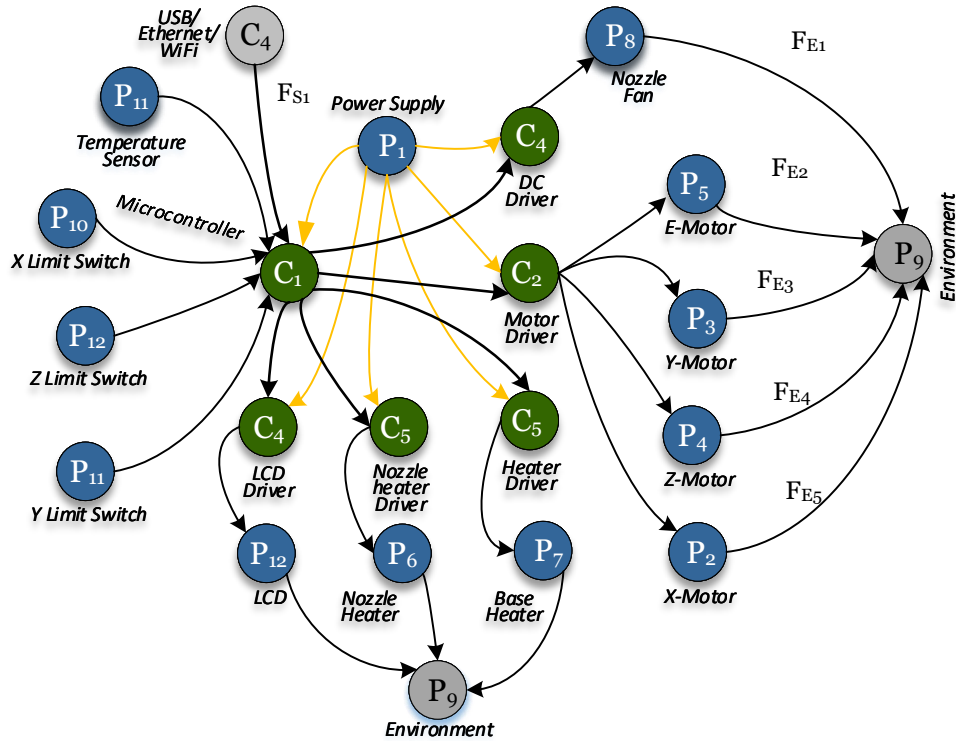 USB/
Ethernet/
WiFi
C4
FS1
P8
Nozzle
Fan
FE1
P11
Temperature
Sensor
Power Supply
P1
C4
DC
Driver
P5
E-Motor
FE2
P10
X Limit Switch
Microcontroller
C1
C2
Motor
Driver
P9
Environment
FE3
P3
Y-Motor
P12
Z Limit Switch
C4
LCD
Driver
C5
Nozzle
heater
Driver
C5
Heater
Driver
FE4
P4
Z-Motor
P11
Y Limit Switch
FE5
P12
LCD
P6
Nozzle
Heater
P7
Base
Heater
P2
X-Motor
P9
Environment